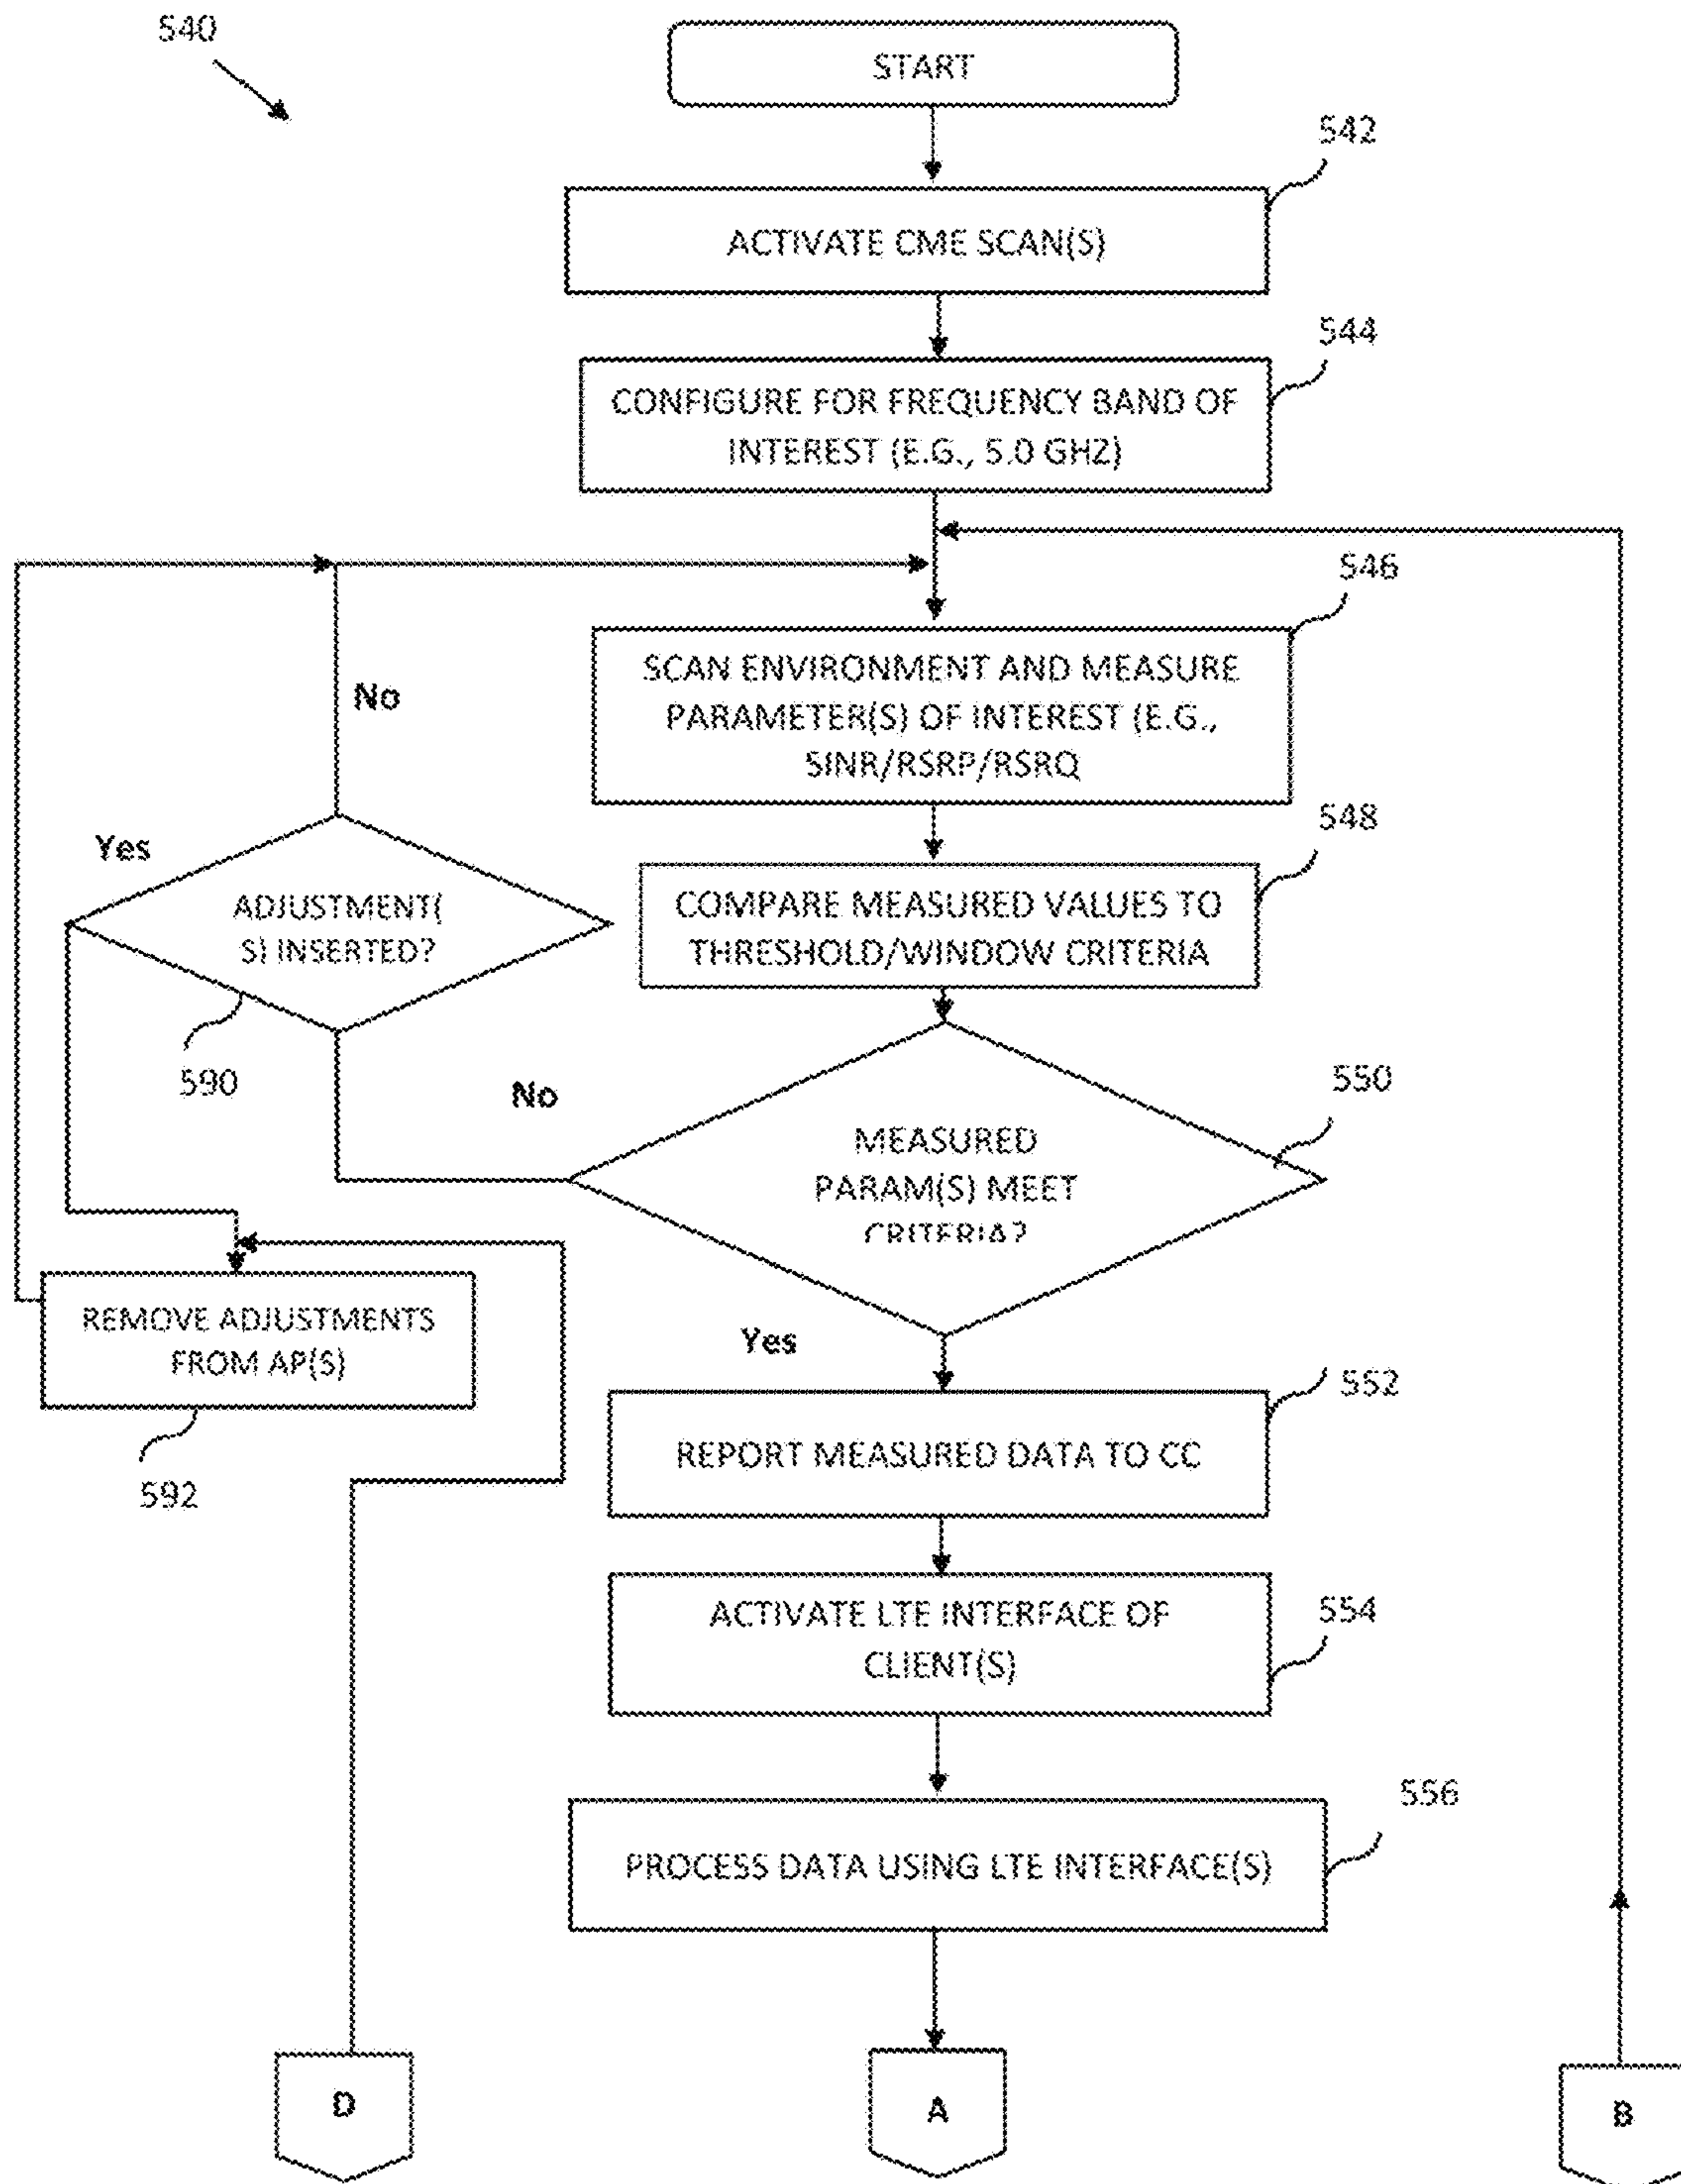 540
START
542
ACTIVATE CME SCAN(S)
544
CONFIGURE FOR FREQUENCY BAND OF
INTEREST (E.G., 5.0 GHZ)
546
SCAN ENVIRONMENT AND MEASURE
PARAMETER(S) OF INTEREST (E.G.,
SINR/RSRP/RSRQ
No
548
Yes
ADJUSTMENT(
S) INSERTED?
COMPARE MEASURED VALUES TO
THRESHOLD/WINDOW CRITERIA
590
No
550
MEASURED
PARAM(S) MEET
CRITERIA?
REMOVE ADJUSTMENTS
FROM AP(S)
592
Yes
552
REPORT MEASURED DATA TO CC
554
ACTIVATE LTE INTERFACE OF
CLIENT(S)
556
PROCESS DATA USING LTE INTERFACE(S)
D
A
B